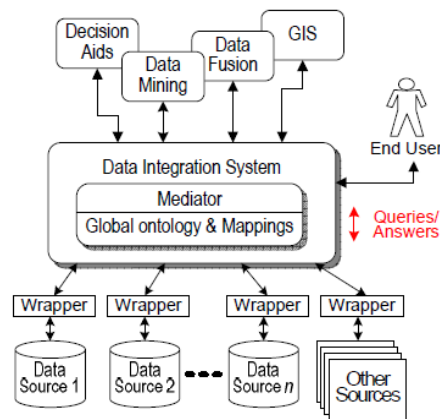 Decision
Aids
Data
Mining
Data
Fusion
GIS
End User
Data Integration System
Mediator
Global ontology & Mappings
Queries/
Answers
Wrapper
Wrapper
Wrapper
Wrapper
Data
Source 1
Data
Source 2
Data
Source n
Other
Sources